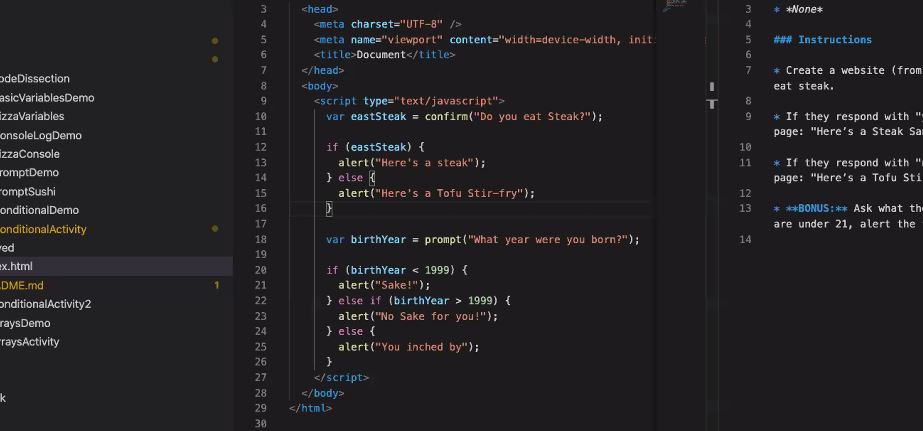 odeDissection
asicVariablesDemo
izzaVariables
onsoleLogDemo
izzaConsole
romptDemo
romptSushi
onditionalDemo
onditionalActivity
ved
ex.html
DME.md 1
onditionalActivity2
raysDemo
rraysActivity
k
3 <head>
4 <meta charset="UTF-8" />
5 <meta name="viewport" content="width=device-width, init
6 <title>Document</title>
7 </head>
8 <body>
9 <script type="text/javascript">
10 var eastSteak = confirm("Do you eat Steak?");
11
12 if (eastSteak) {
13 alert("Here's a steak");
14 } else {
15 alert("Here's a Tofu Stir-fry");
16 }
17
18 var birthYear = prompt("What year were you born?");
19
20 if (birthYear < 1999) {
21 alert("Sake!");
22 } else if (birthYear > 1999) {
23 alert("No Sake for you!");
24 } else {
25 alert("You inched by");
26 }
27 </script>
28 </body>
29 </html>
30
3 * *None*
4
5 ### Instructions
6
7 * Create a website (from
eat steak.
8
9 * If they respond with "
page: "Here's a Steak Sa
10
11 * If they respond with "
page: "Here's a Tofu Sti
12
13 * **BONUS:** Ask what the
are under 21, alert the
14